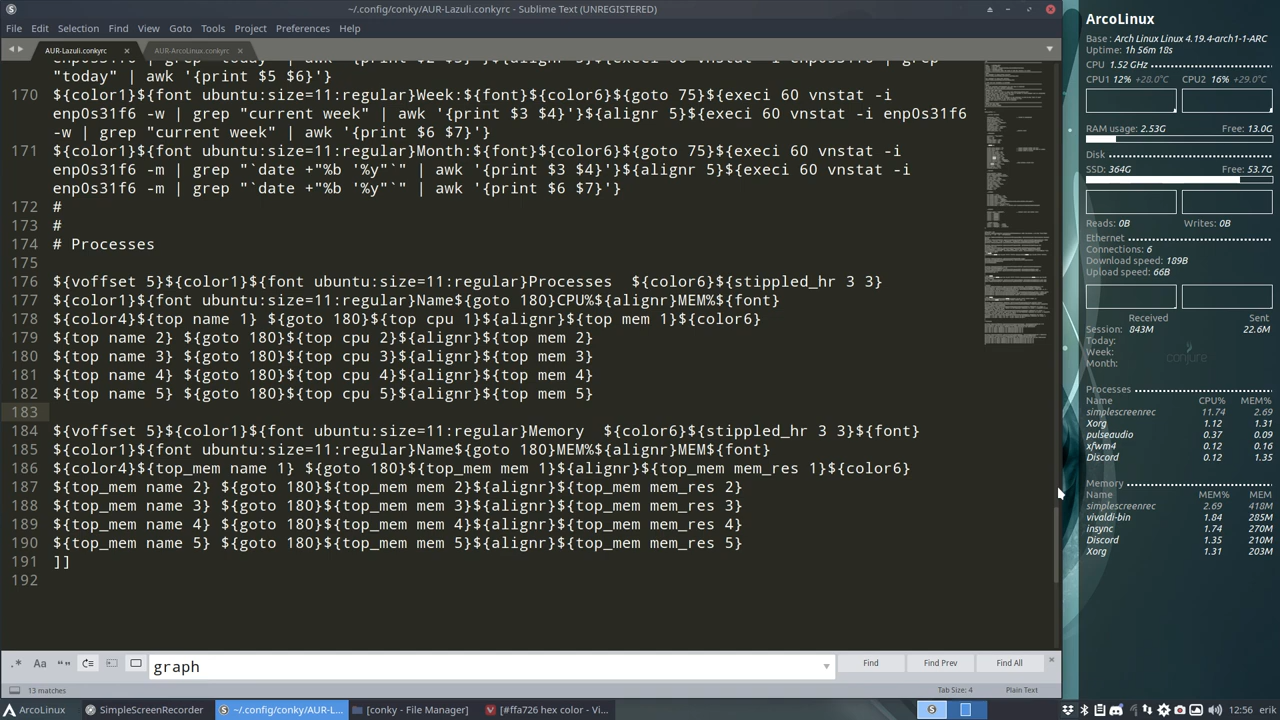 ~/.config/conky/AUR-Lazuli.conkyrc - Sublime Text (UNREGISTERED)
File Edit Selection Find View Goto Tools Project Preferences Help
AUR-Lazuli.conkyrc × AUR-ArcoLinux.conkyrc ×
"today" | awk '{print $5 $6}'}
170 ${color1}${font ubuntu:size=11:regular}Week:${font}${color6}${goto 75}${execi 60 vnstat -i
enp0s31f6 -w | grep "current week" | awk '{print $3 $4}'}${alignr 5}${execi 60 vnstat -i enp0s31f6
-w | grep "current week" | awk '{print $6 $7}'}
171 ${color1}${font ubuntu:size=11:regular}Month:${font}${color6}${goto 75}${execi 60 vnstat -i
enp0s31f6 -m | grep "`date +"%b '%y"`" | awk '{print $3 $4}'}${alignr 5}${execi 60 vnstat -i
enp0s31f6 -m | grep "`date +"%b '%y"`" | awk '{print $6 $7}'}
172 #
173 #
174 # Processes
175
176 ${voffset 5}${color1}${font ubuntu:size=11:regular}Processes  ${color6}${stippled_hr 3 3}
177 ${color1}${font ubuntu:size=11:regular}Name${goto 180}CPU%${alignr}MEM%${font}
178 ${color4}${top name 1} ${goto 180}${top cpu 1}${alignr}${top mem 1}${color6}
179 ${top name 2} ${goto 180}${top cpu 2}${alignr}${top mem 2}
180 ${top name 3} ${goto 180}${top cpu 3}${alignr}${top mem 3}
181 ${top name 4} ${goto 180}${top cpu 4}${alignr}${top mem 4}
182 ${top name 5} ${goto 180}${top cpu 5}${alignr}${top mem 5}
183
184 ${voffset 5}${color1}${font ubuntu:size=11:regular}Memory  ${color6}${stippled_hr 3 3}${font}
185 ${color1}${font ubuntu:size=11:regular}Name${goto 180}MEM%${alignr}MEM${font}
186 ${color4}${top_mem name 1} ${goto 180}${top_mem mem 1}${alignr}${top_mem mem_res 1}${color6}
187 ${top_mem name 2} ${goto 180}${top_mem mem 2}${alignr}${top_mem mem_res 2}
188 ${top_mem name 3} ${goto 180}${top_mem mem 3}${alignr}${top_mem mem_res 3}
189 ${top_mem name 4} ${goto 180}${top_mem mem 4}${alignr}${top_mem mem_res 4}
190 ${top_mem name 5} ${goto 180}${top_mem mem 5}${alignr}${top_mem mem_res 5}
191 ]]
192
.* Aa “” graph Find Find Prev Find All ×
13 matches Tab Size: 4 Plain Text
ArcoLinux SimpleScreenRecorder ~/.config/conky/AUR-L... [conky - File Manager] [#ffa726 hex color - Vi... 12:56 erik
ArcoLinux
Base : Arch Linux Linux 4.19.4-arch1-1-ARC
Uptime: 1h 56m 18s
CPU 1.52 GHz
CPU1 12% +28.0°C CPU2 16% +29.0°C
RAM usage: 2.53G Free: 13.0G
Disk
SSD: 364G Free: 53.7G
Reads: 0B Writes: 0B
Ethernet
Connections: 6
Download speed: 189B
Upload speed: 66B
Received Sent
Session: 843M 22.6M
Today:
Week:
Month:
conjure
Processes
Name CPU% MEM%
simplescreenrec 11.74 2.69
Xorg 1.12 1.31
pulseaudio 0.37 0.09
xfwm4 0.12 0.16
Discord 0.12 1.35
Memory
Name MEM% MEM
simplescreenrec 2.69 418M
vivaldi-bin 1.84 285M
insync 1.74 270M
Discord 1.35 210M
Xorg 1.31 203M